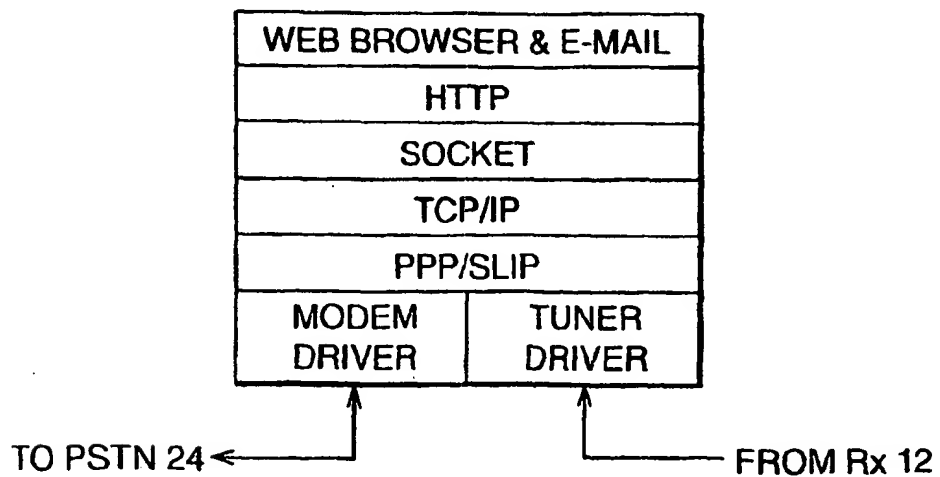 WEB BROWSER & E-MAIL
HTTP
SOCKET
TCP/IP
PPP/SLIP
MODEM
DRIVER
TUNER
DRIVER
TO PSTN 24
FROM Rx 12